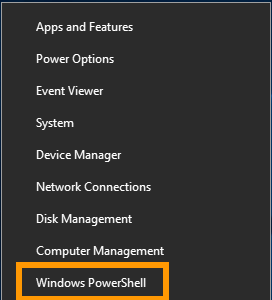 Apps and Features
Power Options
Event Viewer
System
Device Manager
Network Connections
Disk Management
Computer Management
Windows PowerShell